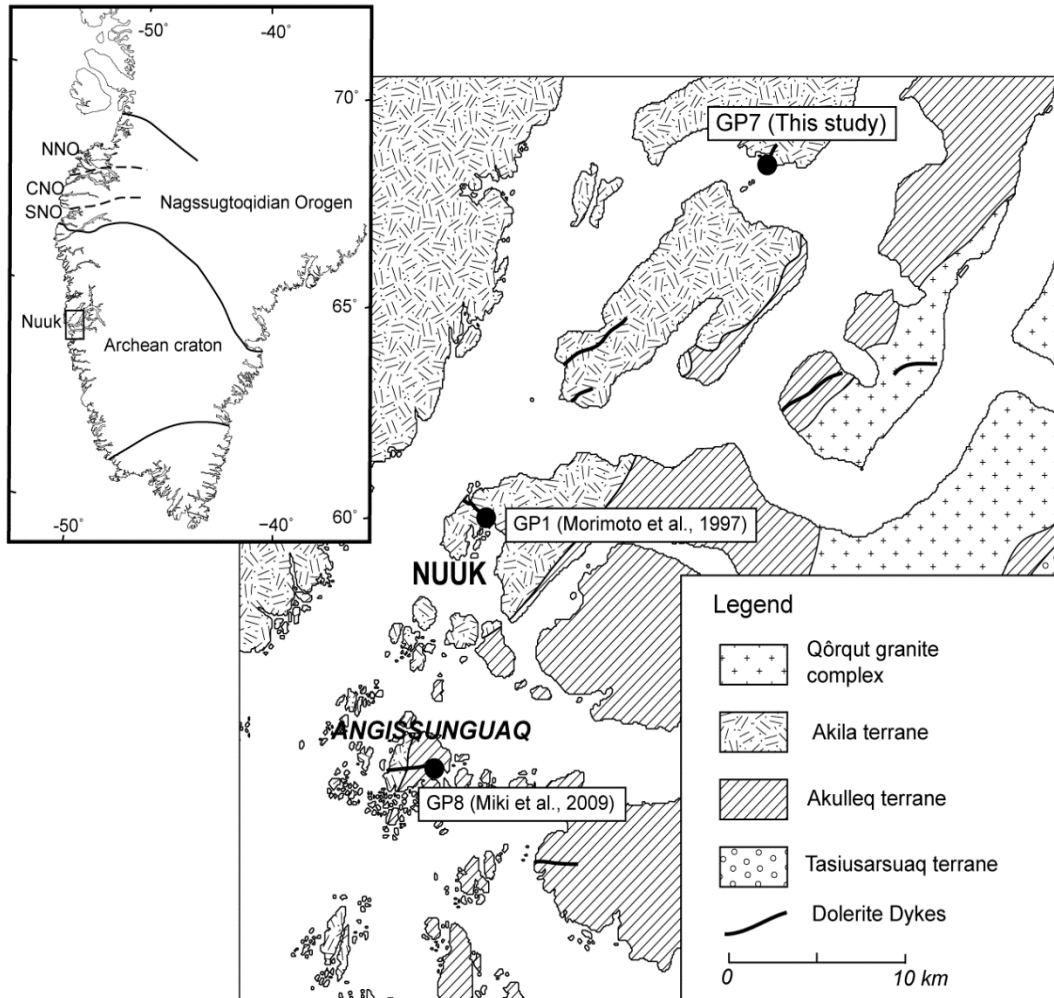 -50°
-40°
70°
NNO
CNO
SNO
Nagssugtoqidian Orogen
Nuuk
Archean craton
65°
60°
-50°
-40°
GP7 (This study)
GP1 (Morimoto et al., 1997)
NUUK
ANGISSUNGUAQ
GP8 (Miki et al., 2009)
Legend
Qôrqut granite
complex
Akila terrane
Akulleq terrane
Tasiusarsuaq terrane
Dolerite Dykes
0
10 km